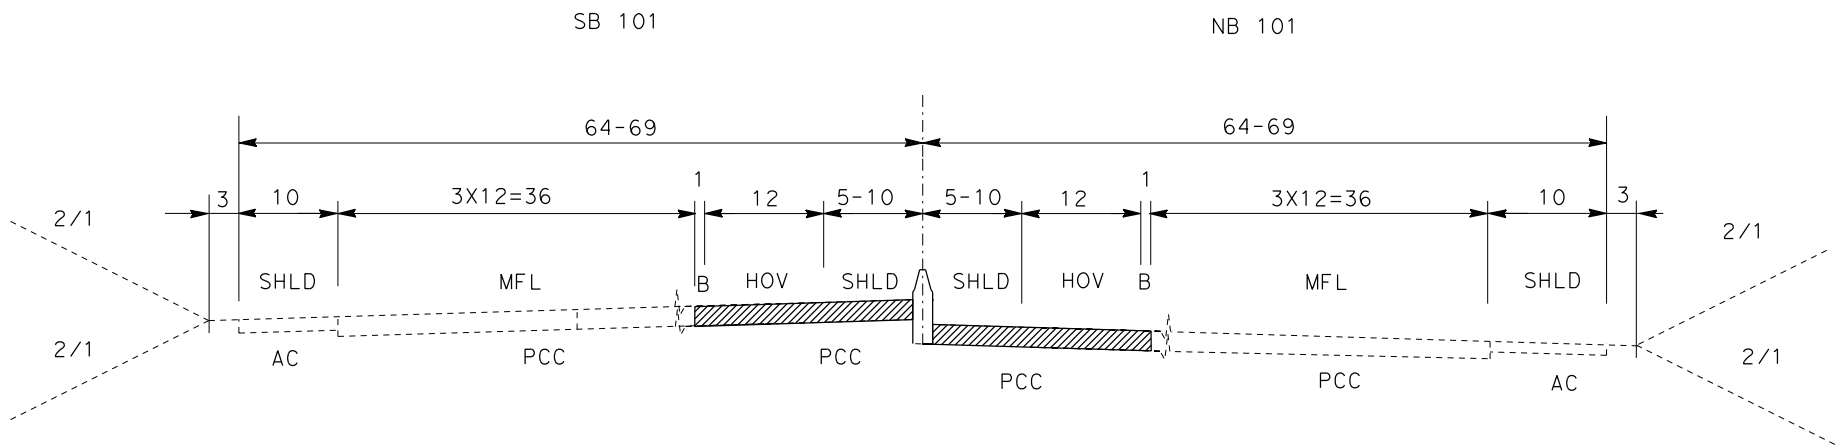 SB 101
NB 101
64-69
64-69
3
10
3X12=36
1
12
5-10
5-10
12
1
3X12=36
10
3
2/1
2/1
SHLD
MFL
B
HOV
SHLD
SHLD
HOV
B
MFL
SHLD
2/1
AC
PCC
PCC
PCC
PCC
AC
2/1